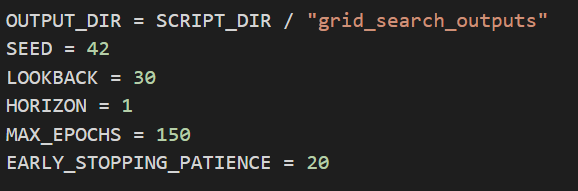 OUTPUT_DIR = SCRIPT_DIR / "grid_search_outputs"
SEED = 42
LOOKBACK = 30
HORIZON = 1
MAX_EPOCHS = 150
EARLY_STOPPING_PATIENCE = 20